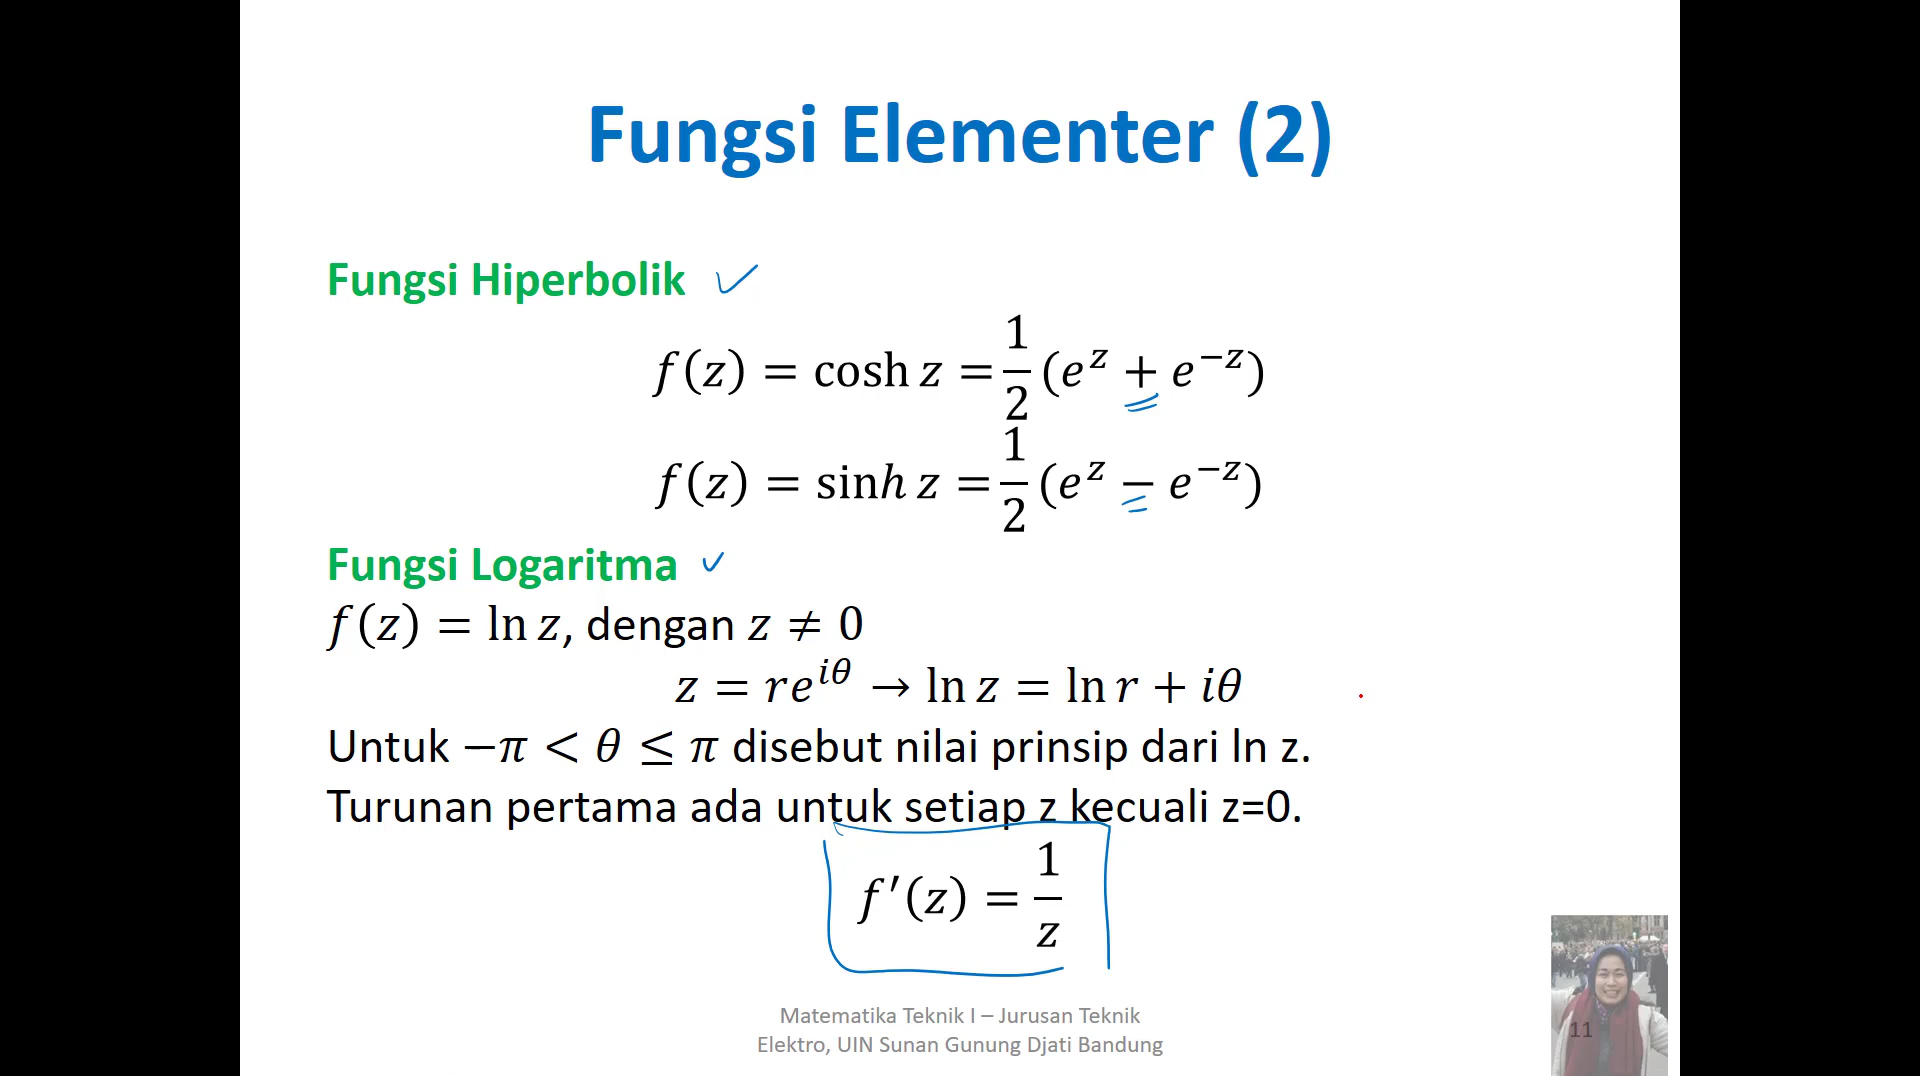 Fungsi Elementer (2)
Fungsi Hiperbolik
f(z) = cosh z = 1/2 (e^z + e^−z)
f(z) = sinh z = 1/2 (e^z − e^−z)
Fungsi Logaritma
f(z) = ln z, dengan z ≠ 0
z = re^iθ → ln z = ln r + iθ
Untuk −π < θ ≤ π disebut nilai prinsip dari ln z.
Turunan pertama ada untuk setiap z kecuali z=0.
f′(z) = 1/z
Matematika Teknik I – Jurusan Teknik
Elektro, UIN Sunan Gunung Djati Bandung
11